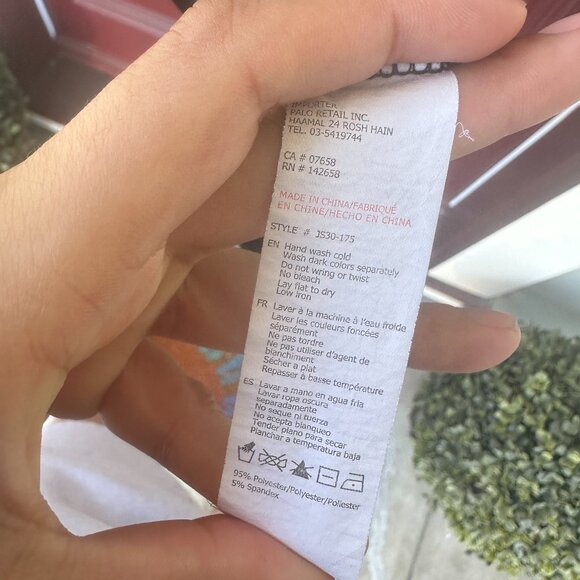 IMPORTER
PALO RETAIL INC.
HAAMAL 24 ROSH HAIN
TEL. 03-5419744
CA # 07658
RN # 142658
MADE IN CHINA/FABRIQUÉ
EN CHINE/HECHO EN CHINA
STYLE # JS30-175
EN Hand wash cold
Wash dark colors separately
Do not wring or twist
No bleach
Lay flat to dry
Low iron
FR Laver à la machine à l'eau froide
Laver les couleurs foncées
séparément
Ne pas tordre
Ne pas utiliser d'agent de
blanchiment
Sécher a plat
Repasser à basse température
ES Lavar a mano en agua fria
Lavar ropa oscura
separadamente
No seque ni tuerza
No acepta blanqueo
Tender plano para secar
Planchar a temperatura baja
95% Polyester/Polyester/Poliester
5% Spandex